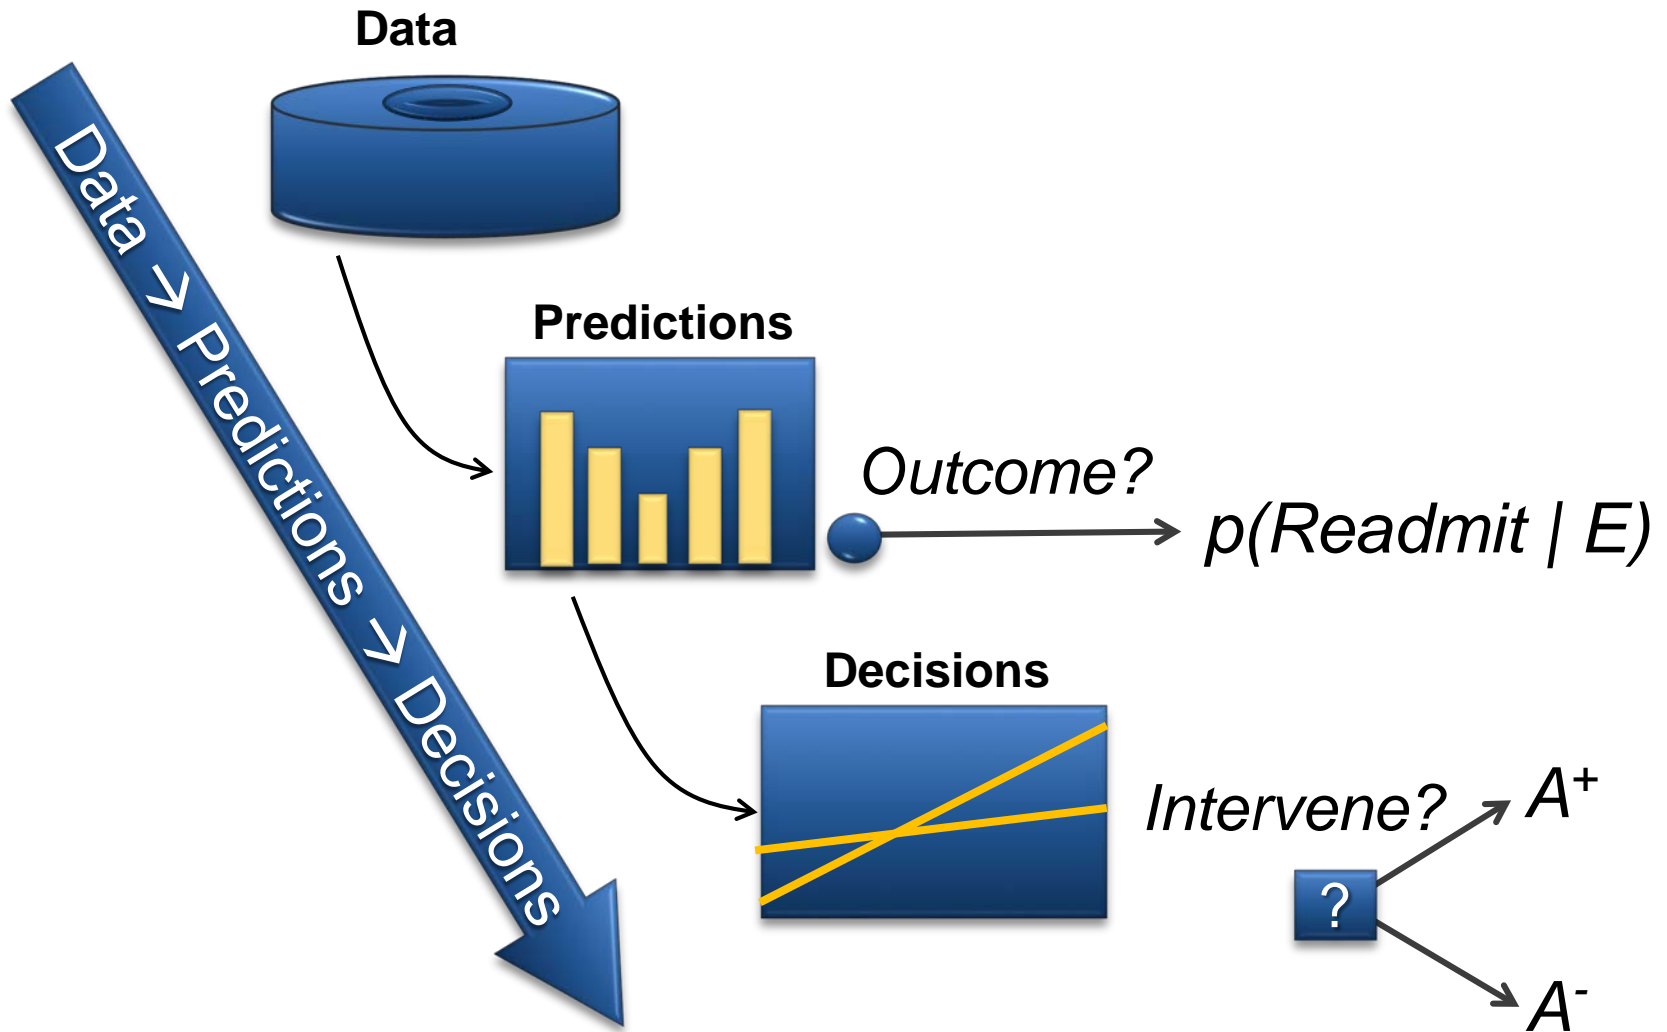 Data
Data → Predictions → Decisions
Predictions
Outcome?
p(Readmit | E)
Decisions
Intervene?
A+
?
A-